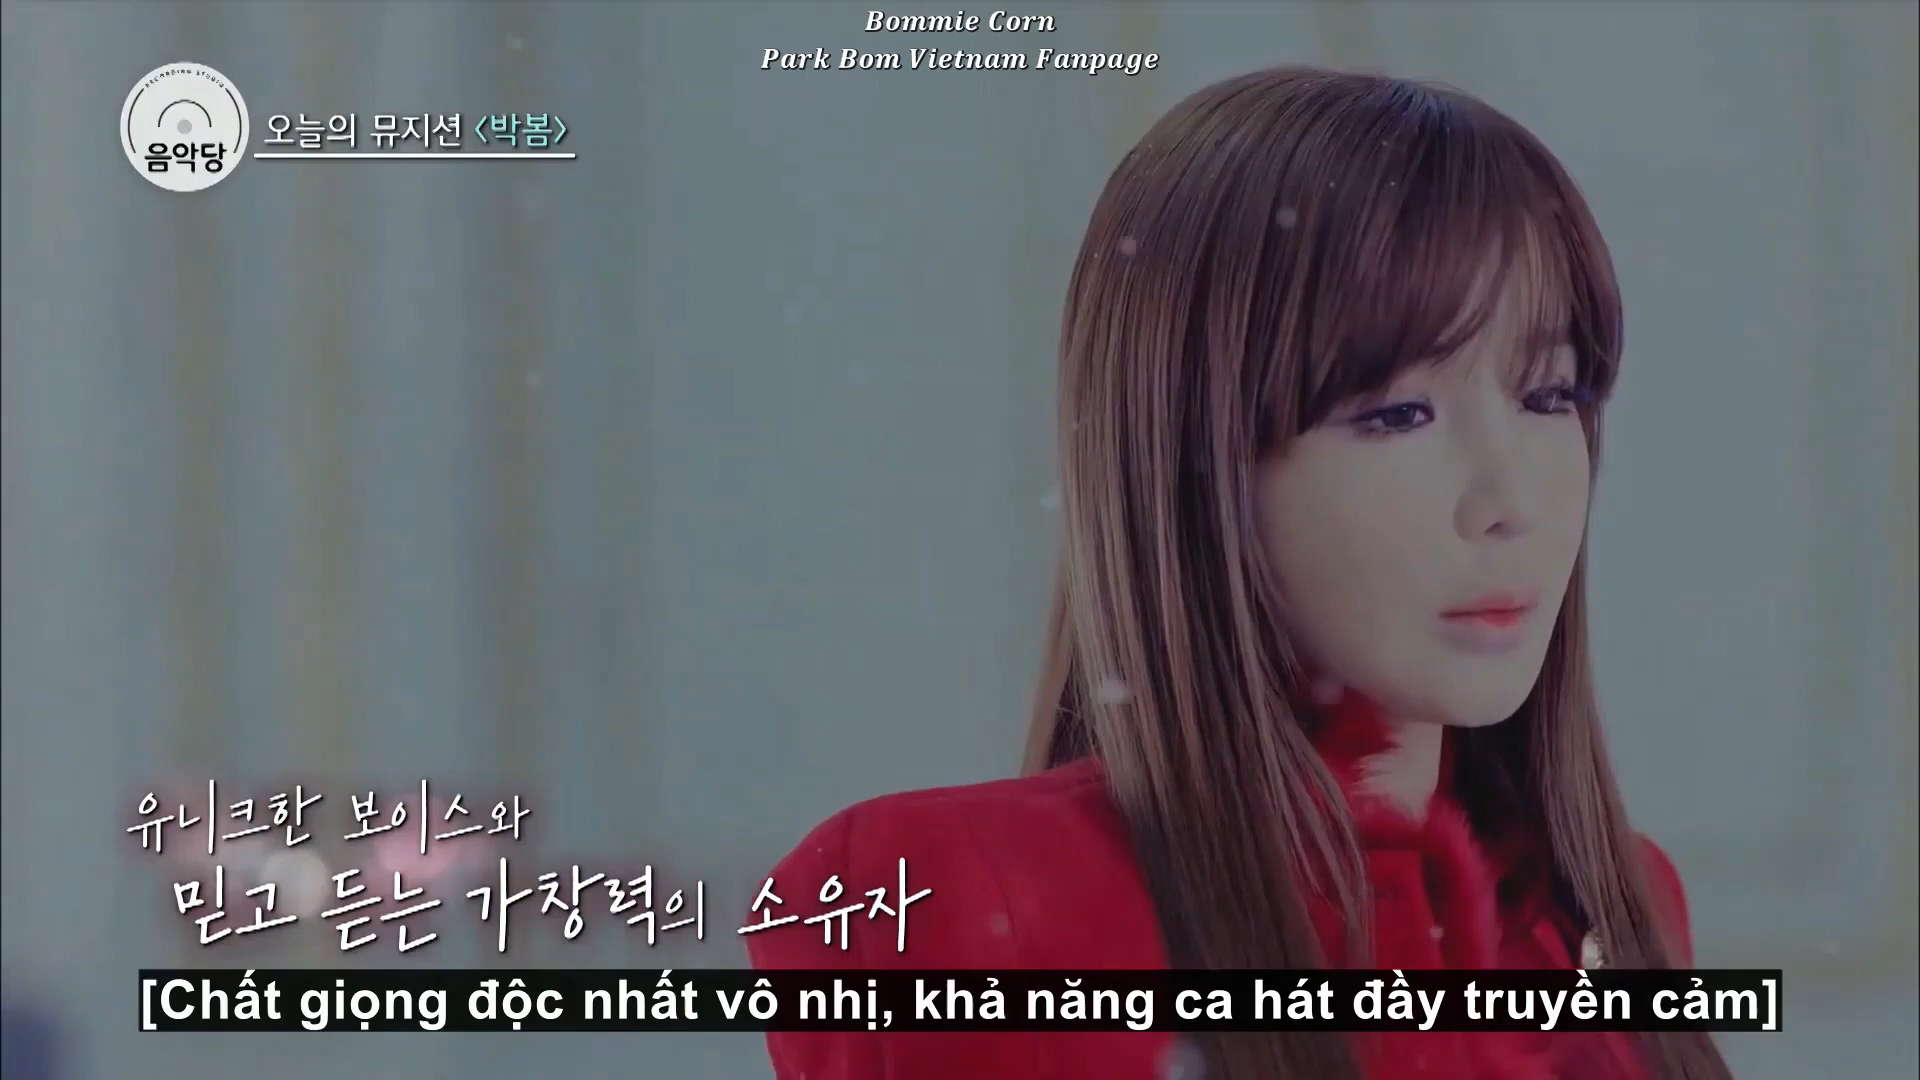 Bommie Corn
Park Bom Vietnam Fanpage
RECORDING STUDIO
음악당
오늘의 뮤지션 <박봄>
유니크한 보이스와
믿고 듣는 가창력의 소유자
[Chất giọng độc nhất vô nhị, khả năng ca hát đầy truyền cảm]